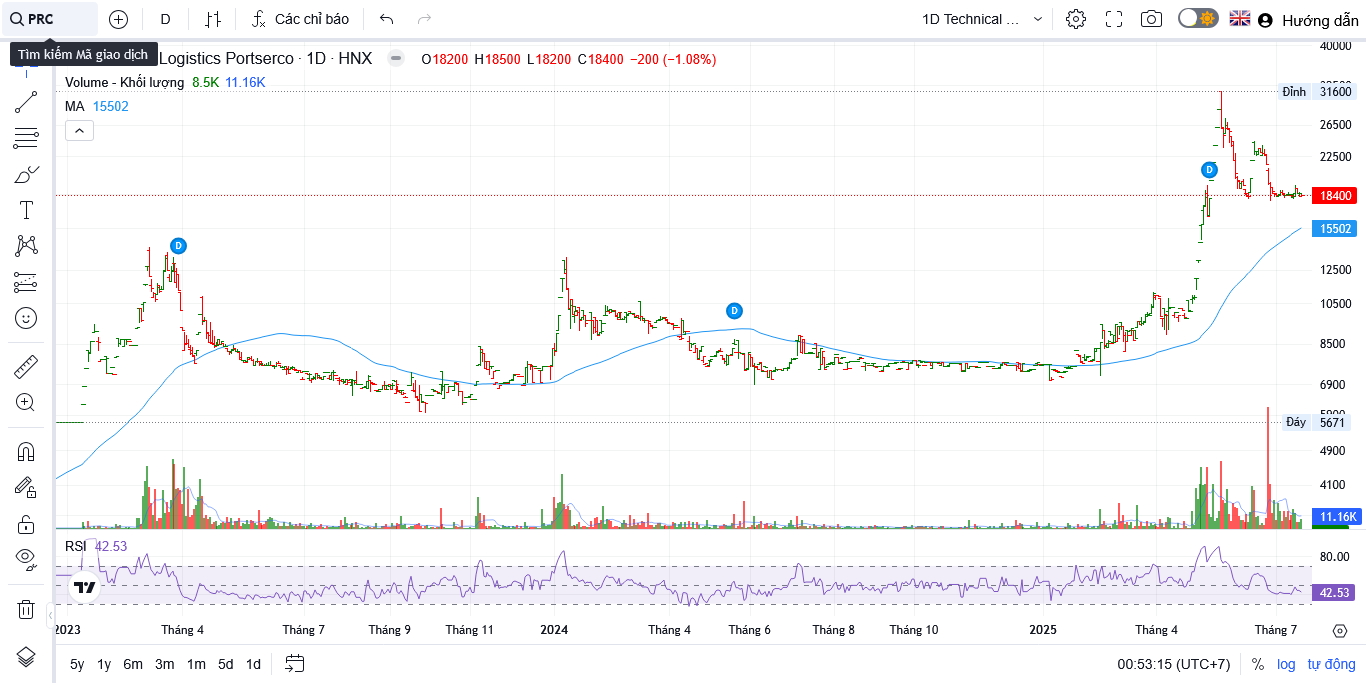 PRC
D
Các chỉ báo
1D Technical ...
Hướng dẫn
Tìm kiếm Mã giao dịch
Logistics Portserco · 1D · HNX
O18200 H18500 L18200 C18400 −200 (−1.08%)
Volume - Khối lượng 8.5K 11.16K
MA 15502
40000
Đỉnh 31600
26500
22500
18400
15502
12500
10500
8500
6900
Đáy 5671
4900
4100
11.16K
D
D
D
RSI 42.53
80.00
42.53
2023
Tháng 4
Tháng 7
Tháng 9
Tháng 11
2024
Tháng 4
Tháng 6
Tháng 8
Tháng 10
2025
Tháng 4
Tháng 7
5y 1y 6m 3m 1m 5d 1d
00:53:15 (UTC+7)
% log tự động